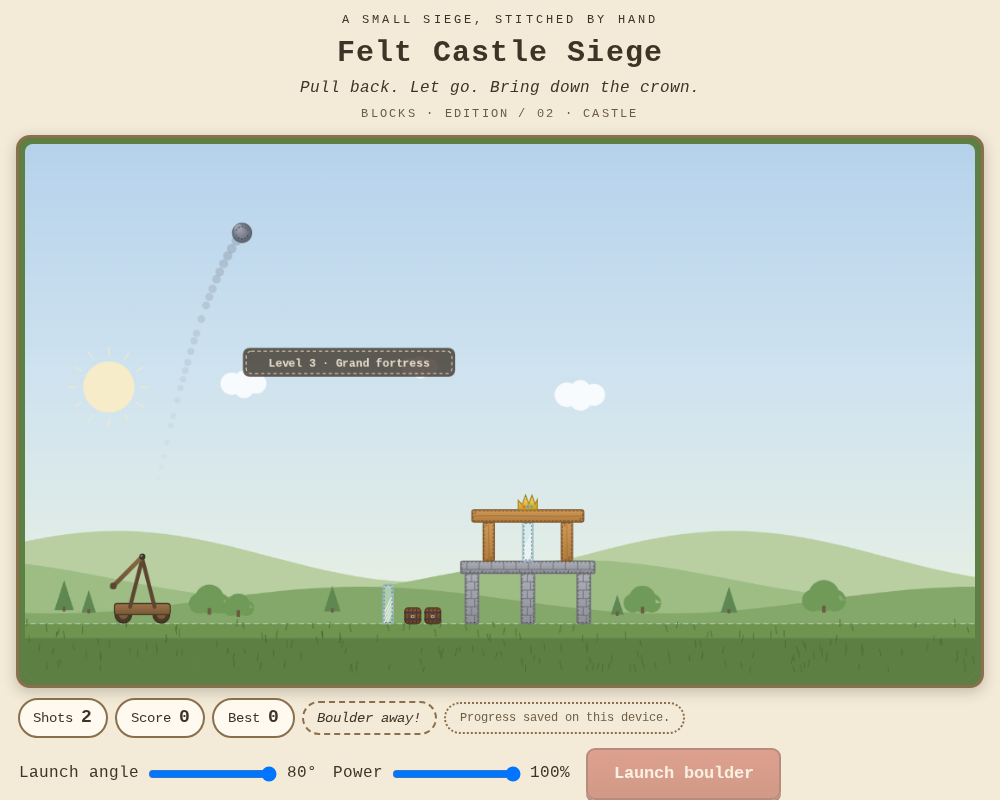 A SMALL SIEGE, STITCHED BY HAND
Felt Castle Siege
Pull back. Let go. Bring down the crown.
BLOCKS · EDITION / 02 · CASTLE
Level 3 · Grand fortress
Shots 2
Score 0
Best 0
Boulder away!
Progress saved on this device.
Launch angle 80°
Power 100%
Launch boulder